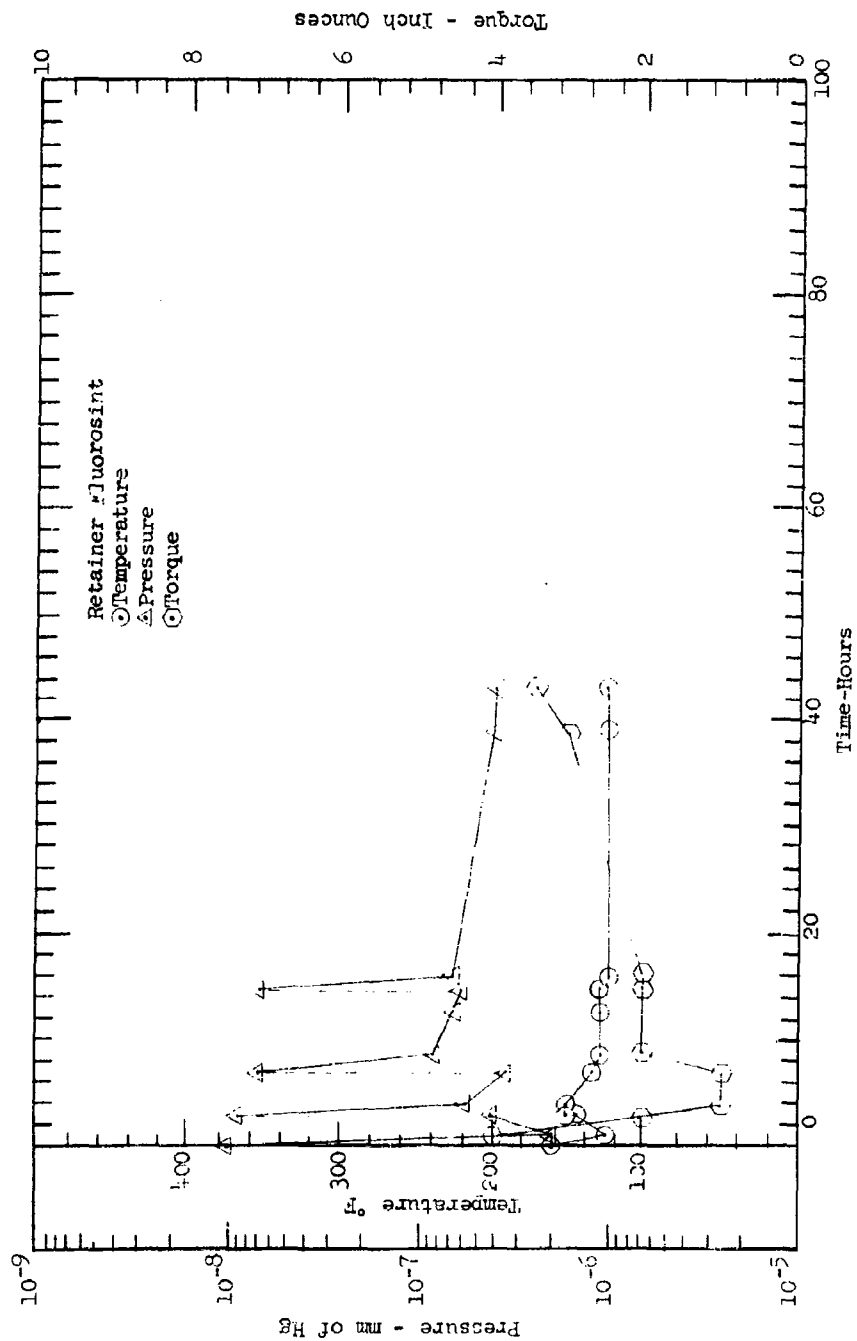 Retainer Fluorosint
Temperature
Pressure
Torque
Pressure - mm of Hg
10-9
10-8
10-7
10-6
10-5
Temperature °F
400
300
200
100
Torque - Inch Ounces
10
8
6
4
2
0
0
20
40
60
80
100
Time-Hours